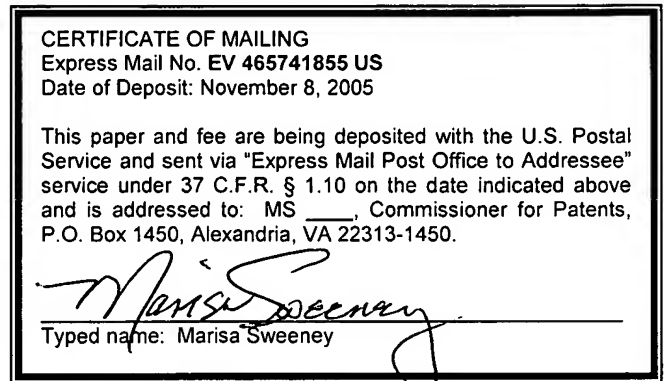 CERTIFICATE OF MAILING
Express Mail No. EV 465741855 US
Date of Deposit: November 8, 2005
This paper and fee are being deposited with the U.S. Postal
Service and sent via "Express Mail Post Office to Addressee"
service under 37 C.F.R. § 1.10 on the date indicated above
and is addressed to: MS ____, Commissioner for Patents,
P.O. Box 1450, Alexandria, VA 22313-1450.
Marisa Sweeney
Typed name: Marisa Sweeney